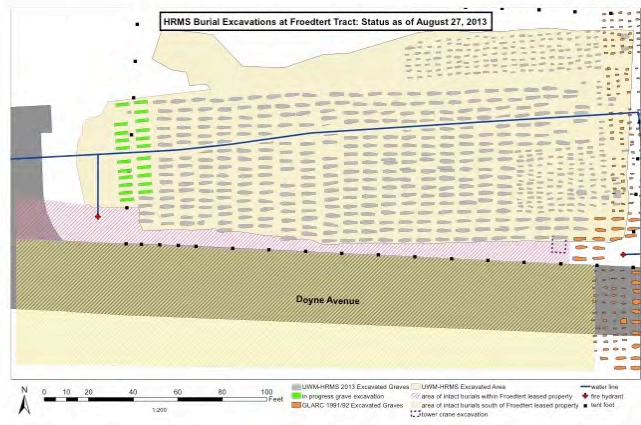 HRMS Burial Excavations at Froedtert Tract: Status as of August 27, 2013
Doyne Avenue
N
0 10 20 40 60 80 100
Feet
1:200
UWM-HRMS 2013 Excavated Graves
in progress grave excavation
GLARC 1991/92 Excavated Graves
UWM-HRMS Excavated Area
area of intact burials within Froedtert leased property
area of intact burials south of Froedtert leased property
tower crane excavation
water line
fire hydrant
tent foot